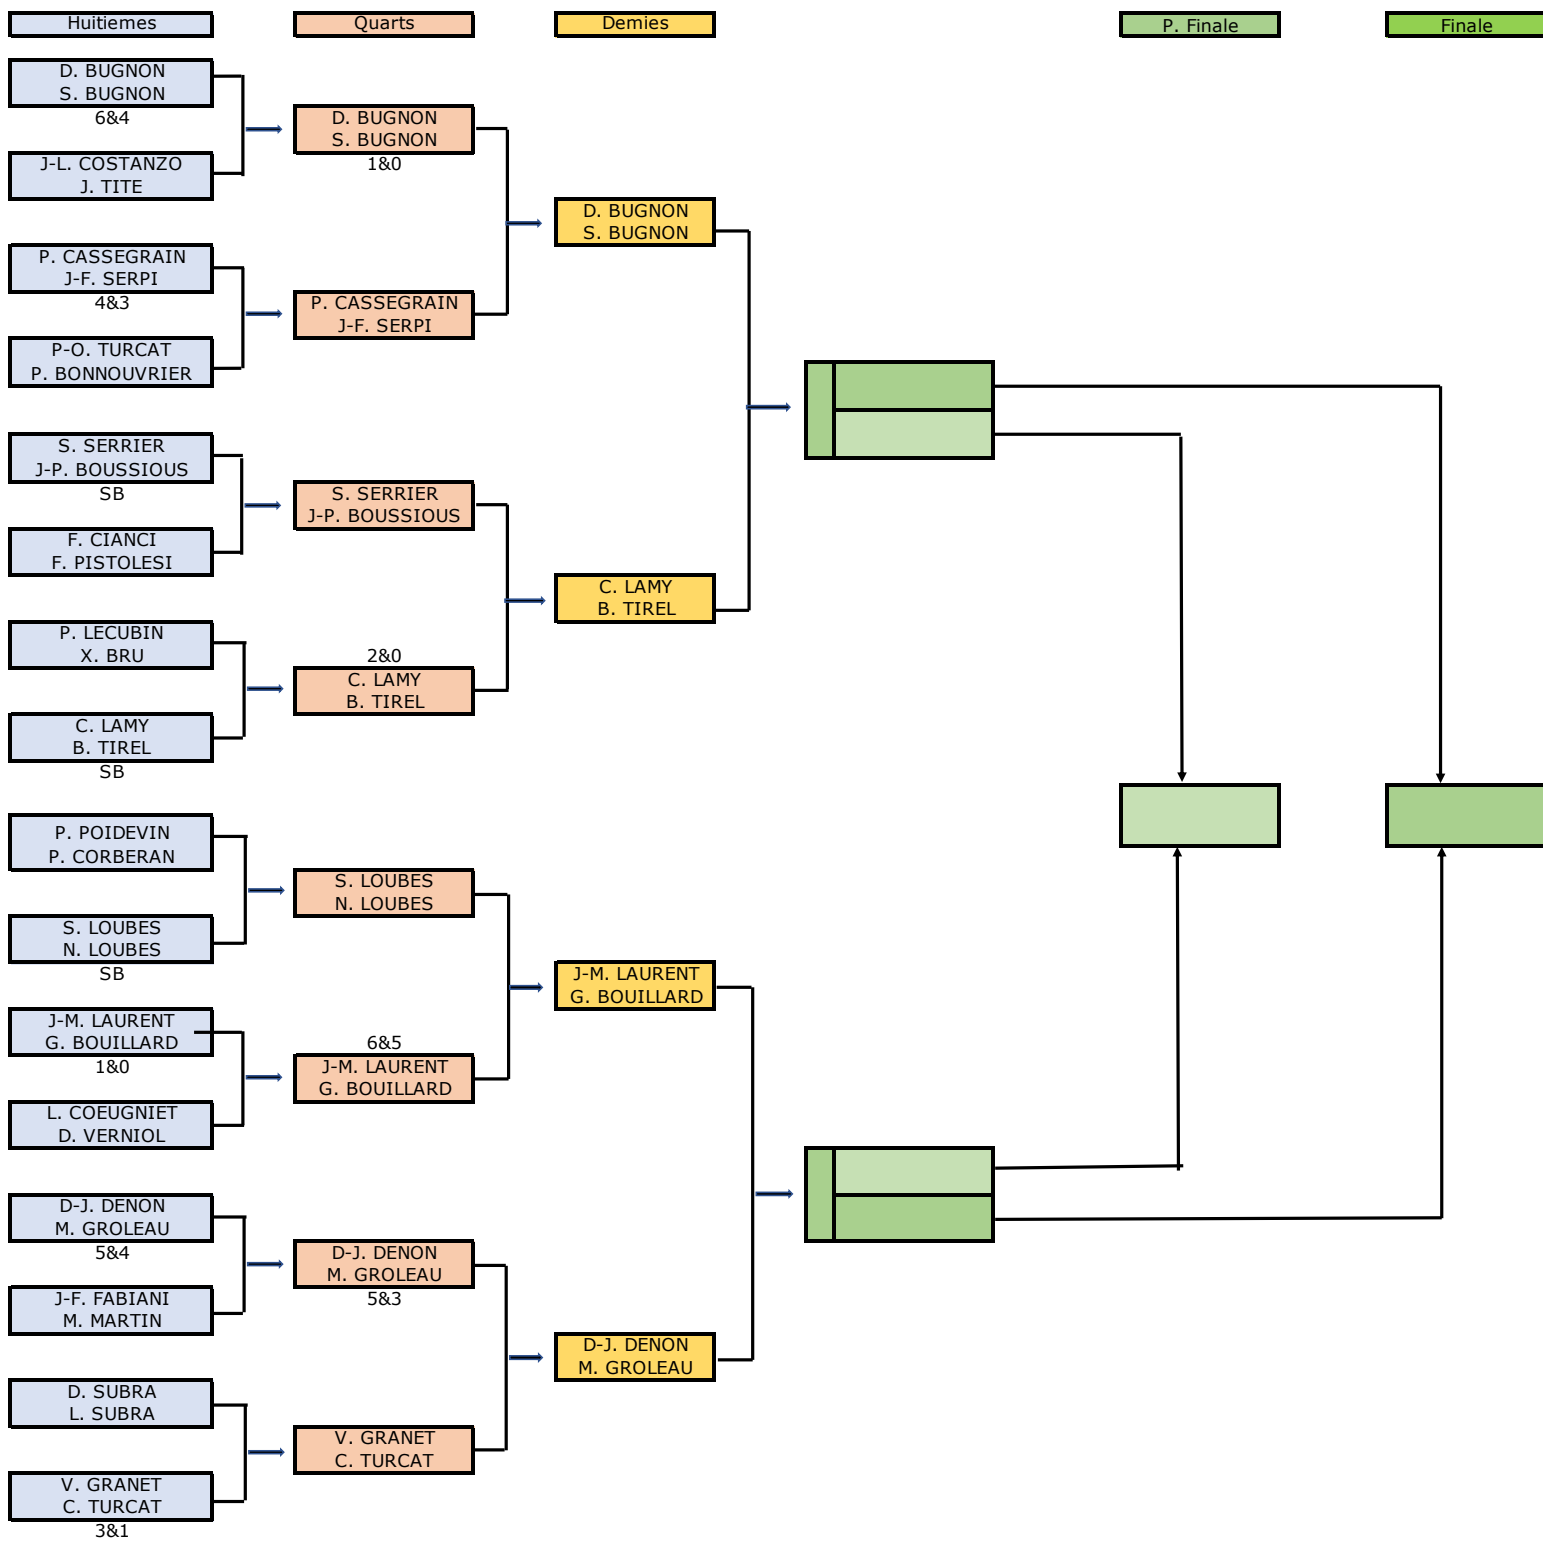 Huitiemes
Quarts
Demies
P. Finale
Finale
D. BUGNON
S. BUGNON
6&4
J-L. COSTANZO
J. TITE
P. CASSEGRAIN
J-F. SERPI
4&3
P-O. TURCAT
P. BONNOUVRIER
S. SERRIER
J-P. BOUSSIOUS
SB
F. CIANCI
F. PISTOLESI
P. LECUBIN
X. BRU
C. LAMY
B. TIREL
SB
P. POIDEVIN
P. CORBERAN
S. LOUBES
N. LOUBES
SB
J-M. LAURENT
G. BOUILLARD
1&0
L. COEUGNIET
D. VERNIOL
D-J. DENON
M. GROLEAU
5&4
J-F. FABIANI
M. MARTIN
D. SUBRA
L. SUBRA
V. GRANET
C. TURCAT
3&1
D. BUGNON
S. BUGNON
1&0
P. CASSEGRAIN
J-F. SERPI
S. SERRIER
J-P. BOUSSIOUS
2&0
C. LAMY
B. TIREL
S. LOUBES
N. LOUBES
6&5
J-M. LAURENT
G. BOUILLARD
D-J. DENON
M. GROLEAU
5&3
V. GRANET
C. TURCAT
D. BUGNON
S. BUGNON
C. LAMY
B. TIREL
J-M. LAURENT
G. BOUILLARD
D-J. DENON
M. GROLEAU